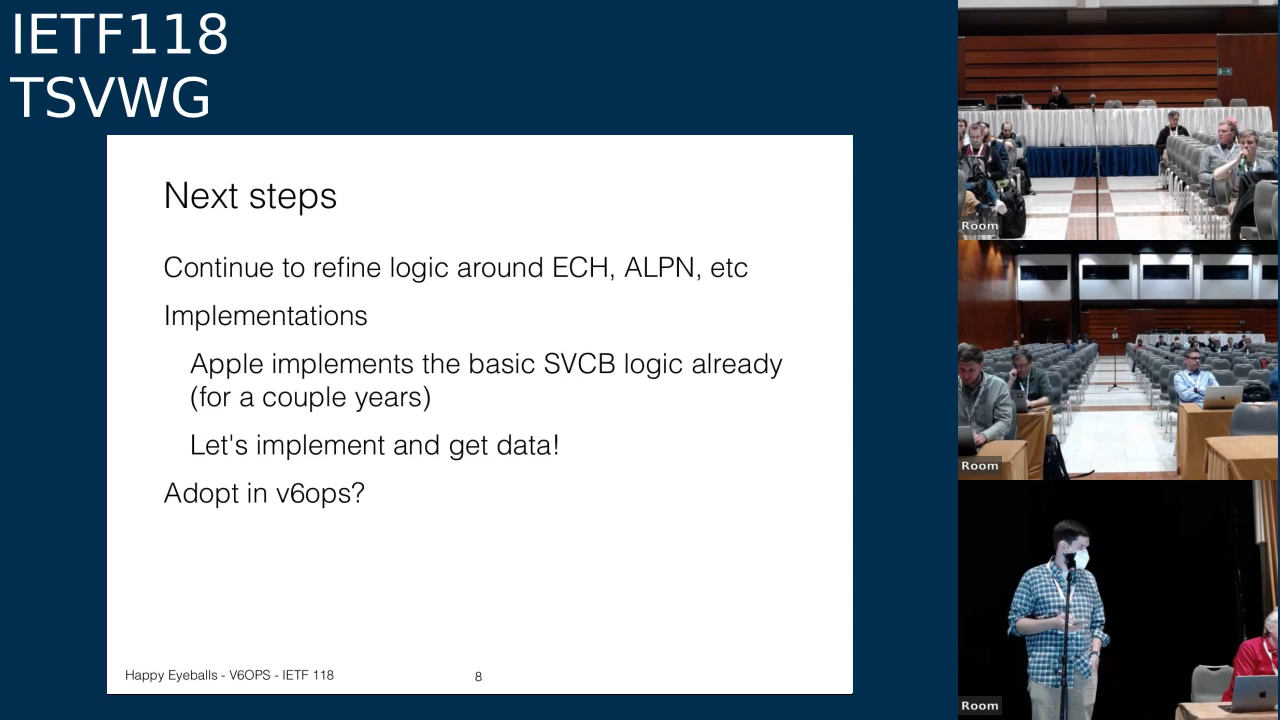 IETF118
TSVWG
Next steps
Continue to refine logic around ECH, ALPN, etc
Implementations
Apple implements the basic SVCB logic already
(for a couple years)
Let's implement and get data!
Adopt in v6ops?
Happy Eyeballs - V6OPS - IETF 118
8
Room
Room
Room